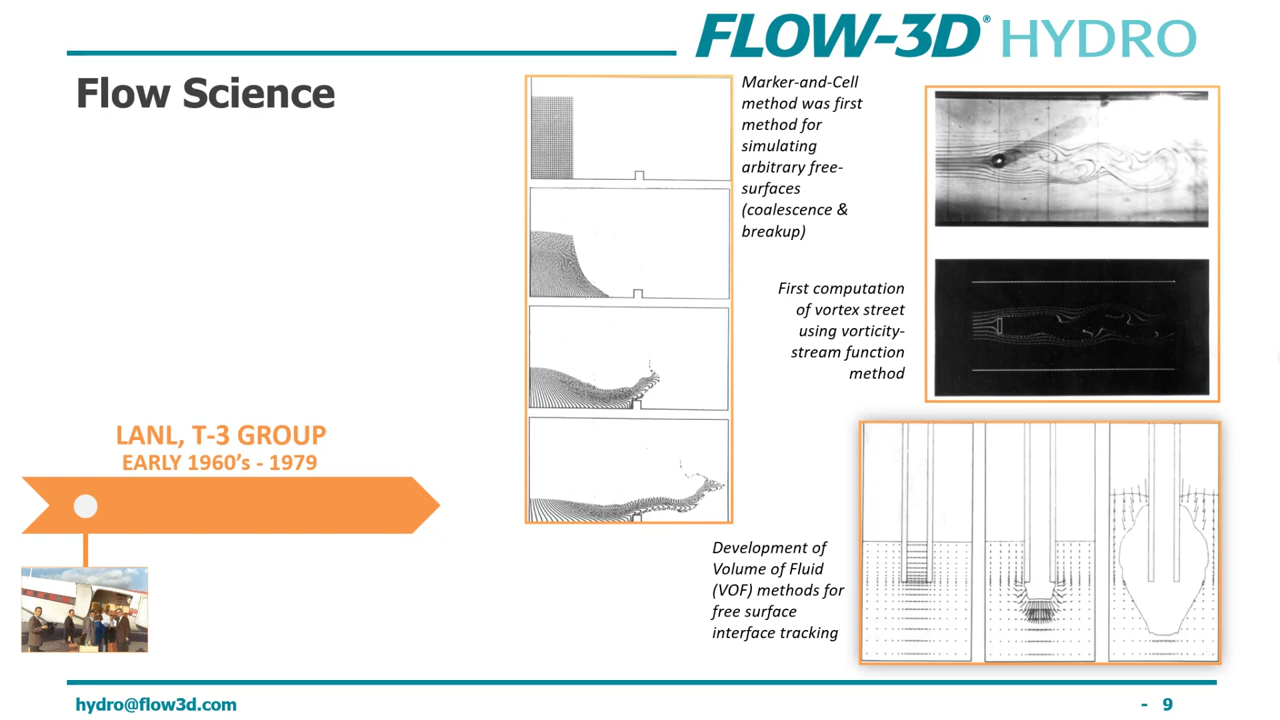 FLOW-3D® HYDRO
Flow Science
Marker-and-Cell
method was first
method for
simulating
arbitrary free-
surfaces
(coalescence &
breakup)
First computation
of vortex street
using vorticity-
stream function
method
LANL, T-3 GROUP
EARLY 1960’s - 1979
Development of
Volume of Fluid
(VOF) methods for
free surface
interface tracking
hydro@flow3d.com
- 9